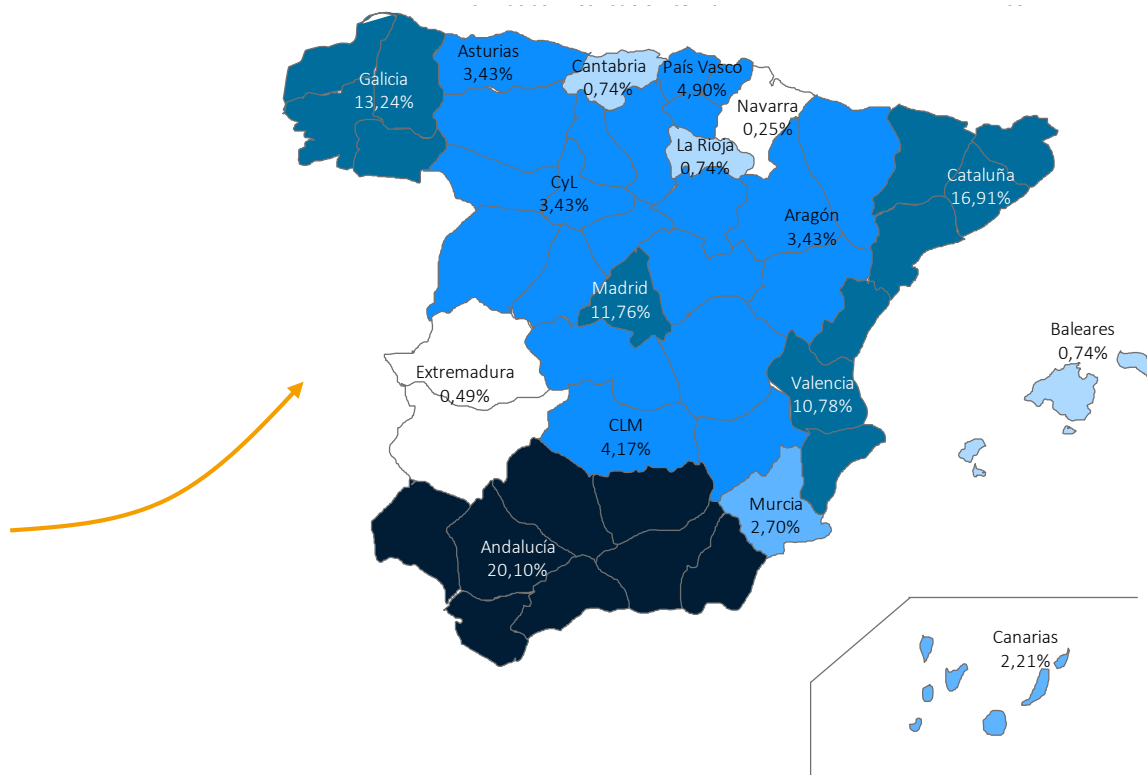 Asturias
3,43%
Cantabria
0,74%
País Vasco
4,90%
Galicia
13,24%
Navarra
0,25%
La Rioja
0,74%
Cataluña
16,91%
CyL
3,43%
Aragón
3,43%
Madrid
11,76%
Baleares
0,74%
Extremadura
0,49%
Valencia
10,78%
CLM
4,17%
Murcia
2,70%
Andalucía
20,10%
Canarias
2,21%